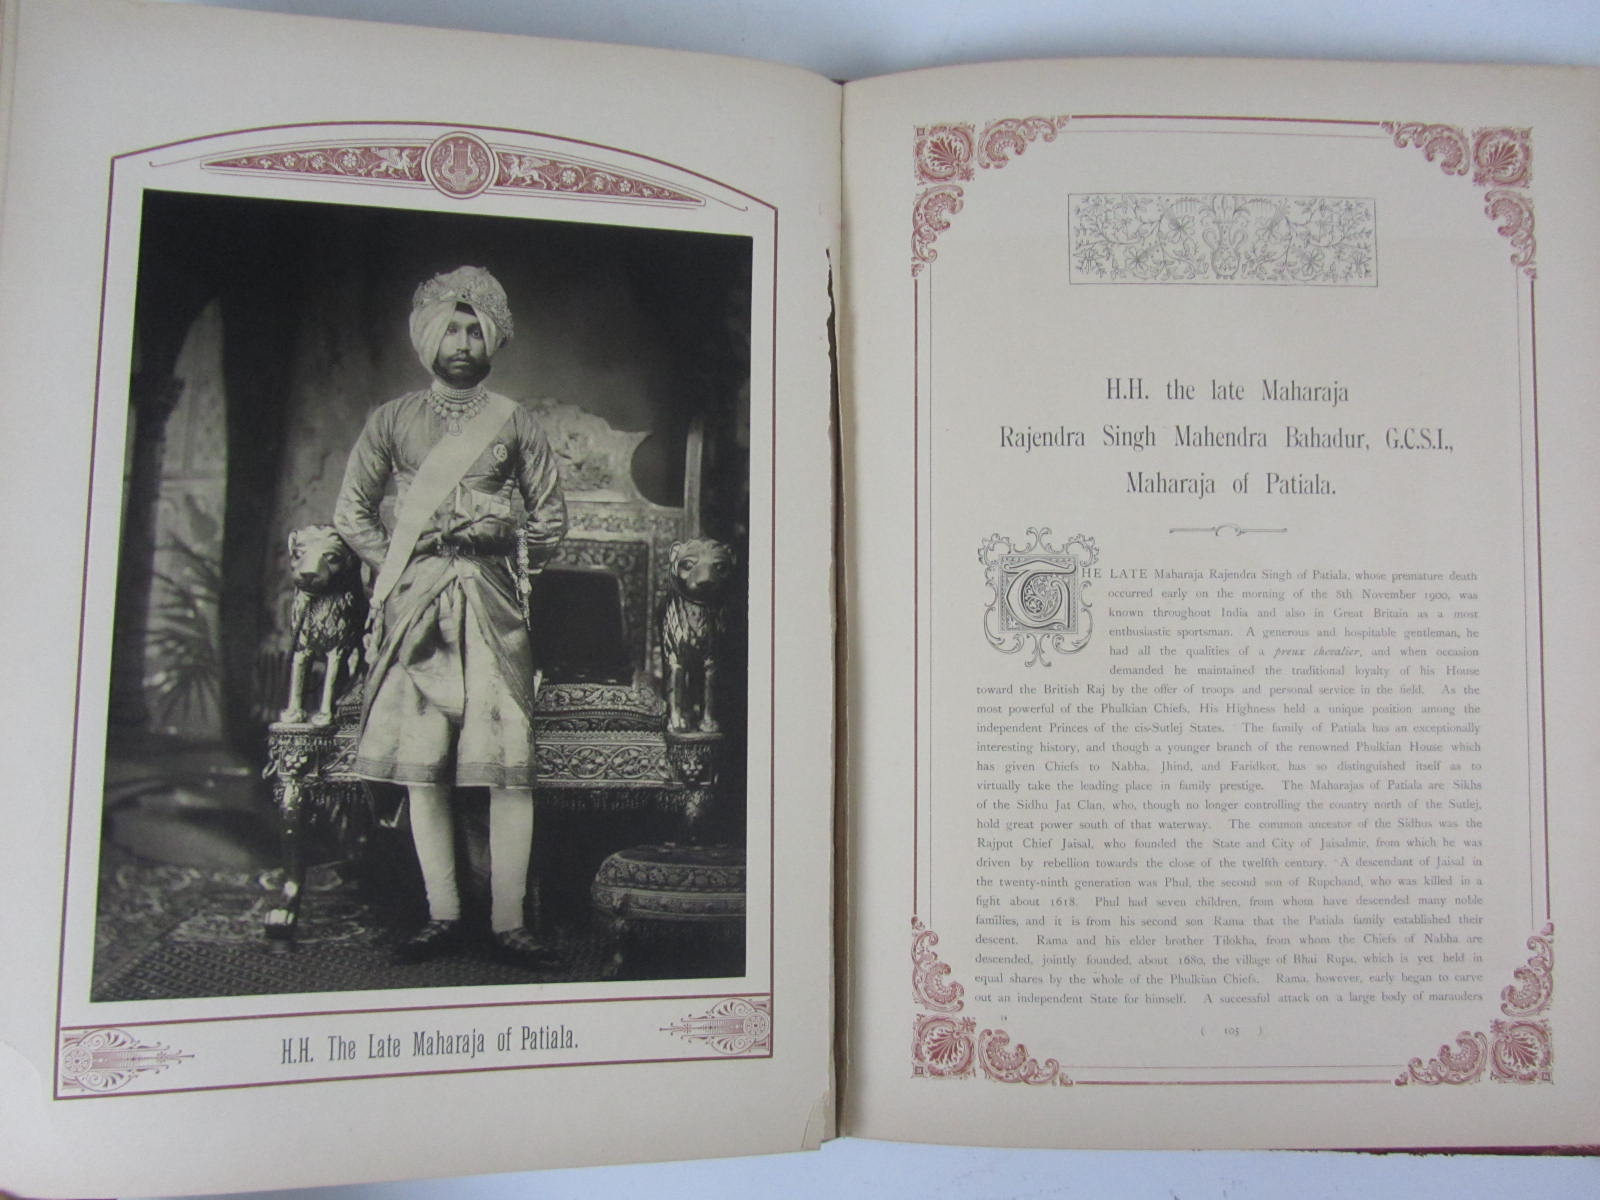 H.H. The Late Maharaja of Patiala.
H.H. the late Maharaja
Rajendra Singh Mahendra Bahadur, G.C.S.I.,
Maharaja of Patiala.
THE LATE Maharaja Rajendra Singh of Patiala, whose premature death
occurred early on the morning of the 8th November 1900, was
known throughout India and also in Great Britain as a most
enthusiastic sportsman. A generous and hospitable gentleman, he
had all the qualities of a preux chevalier, and when occasion
demanded he maintained the traditional loyalty of his House
toward the British Raj by the offer of troops and personal service in the field. As the
most powerful of the Phulkian Chiefs, His Highness held a unique position among the
independent Princes of the cis-Sutlej States. The family of Patiala has an exceptionally
interesting history, and though a younger branch of the renowned Phulkian House which
has given Chiefs to Nabha, Jhind, and Faridkot, has so distinguished itself as to
virtually take the leading place in family prestige. The Maharajas of Patiala are Sikhs
of the Sidhu Jat Clan, who, though no longer controlling the country north of the Sutlej,
hold great power south of that waterway. The common ancestor of the Sidhus was the
Rajput Chief Jaisal, who founded the State and City of Jaisalmir, from which he was
driven by rebellion towards the close of the twelfth century. A descendant of Jaisal in
the twenty-ninth generation was Phul, the second son of Rupchand, who was killed in a
fight about 1618. Phul had seven children, from whom have descended many noble
families, and it is from his second son Rama that the Patiala family established their
descent. Rama and his elder brother Tilokha, from whom the Chiefs of Nabha are
descended, jointly founded, about 1680, the village of Bhai Rupa, which is yet held in
equal shares by the whole of the Phulkian Chiefs. Rama, however, early began to carve
out an independent State for himself. A successful attack on a large body of marauders
14
( 105 )